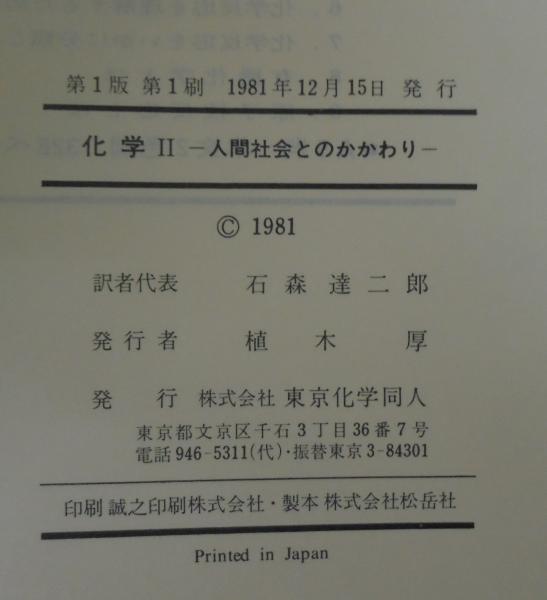 第1版 第1刷 1981年12月15日 発行
化学II −人間社会とのかかわり−
© 1981
訳者代表 石森達二郎
発行者 植木厚
発行 株式会社 東京化学同人
東京都文京区千石3丁目36番7号
電話 946-5311(代)・振替東京3-84301
印刷 誠之印刷株式会社・製本 株式会社松岳社
Printed in Japan